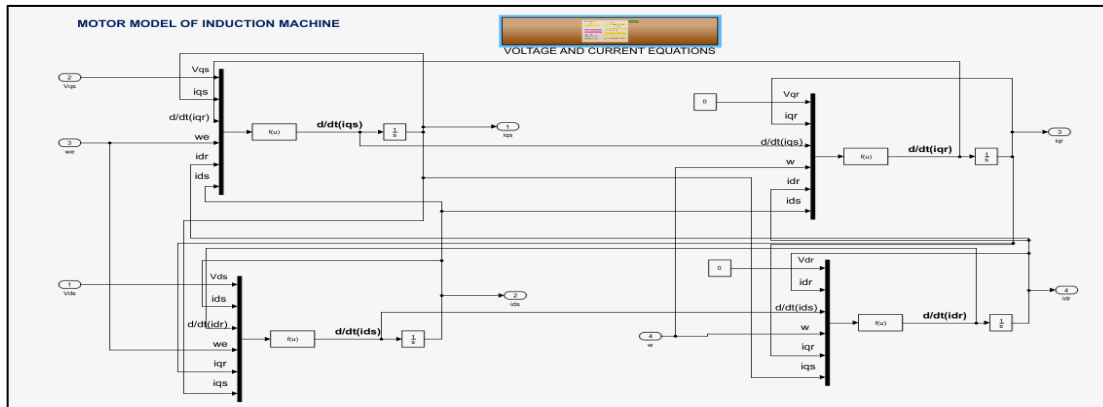 MOTOR MODEL OF INDUCTION MACHINE
VOLTAGE AND CURRENT EQUATIONS
2
Vqs
3
we
Vqs
iqs
d/dt(iqr)
we
idr
ids
f(u)
d/dt(iqs)
1
s
1
iqs
0
Vqr
iqr
d/dt(iqs)
w
idr
ids
f(u)
d/dt(iqr)
1
s
3
iqr
1
Vds
Vds
ids
d/dt(idr)
we
iqr
iqs
f(u)
d/dt(ids)
1
s
2
ids
0
4
w
Vdr
idr
d/dt(ids)
w
iqr
iqs
f(u)
d/dt(idr)
1
s
4
idr